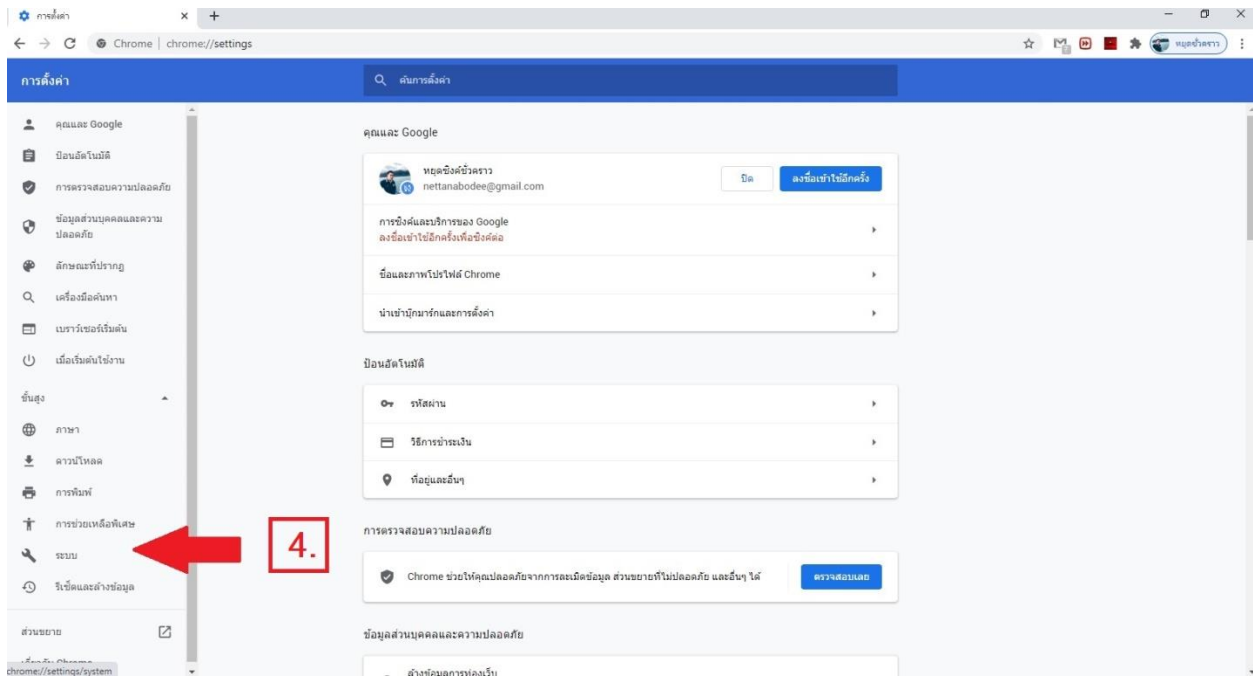 การตั้งค่า
Chrome | chrome://settings
หยุดชั่วคราว
การตั้งค่า
ค้นการตั้งค่า
คุณและ Google
ป้อนอัตโนมัติ
การตรวจสอบความปลอดภัย
ข้อมูลส่วนบุคคลและความ
ปลอดภัย
ลักษณะที่ปรากฏ
เครื่องมือค้นหา
เบราว์เซอร์เริ่มต้น
เมื่อเริ่มต้นใช้งาน
ขั้นสูง
ภาษา
ดาวน์โหลด
การพิมพ์
การช่วยเหลือพิเศษ
ระบบ
รีเซ็ตและล้างข้อมูล
ส่วนขยาย
เกี่ยวกับ Chrome
chrome://settings/system
4.
คุณและ Google
หยุดซิงค์ชั่วคราว
nettanabodee@gmail.com
ปิด
ลงชื่อเข้าใช้อีกครั้ง
การซิงค์และบริการของ Google
ลงชื่อเข้าใช้อีกครั้งเพื่อซิงค์ต่อ
ชื่อและภาพโปรไฟล์ Chrome
นำเข้าบุ๊กมาร์กและการตั้งค่า
ป้อนอัตโนมัติ
รหัสผ่าน
วิธีการชำระเงิน
ที่อยู่และอื่นๆ
การตรวจสอบความปลอดภัย
Chrome ช่วยให้คุณปลอดภัยจากการละเมิดข้อมูล ส่วนขยายที่ไม่ปลอดภัย และอื่นๆ ได้
ตรวจสอบเลย
ข้อมูลส่วนบุคคลและความปลอดภัย
ล้างข้อมูลการท่องเว็บ